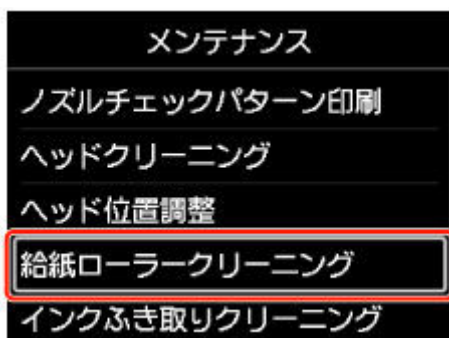 メンテナンス
ノズルチェックパターン印刷
ヘッドクリーニング
ヘッド位置調整
給紙ローラークリーニング
インクふき取りクリーニング